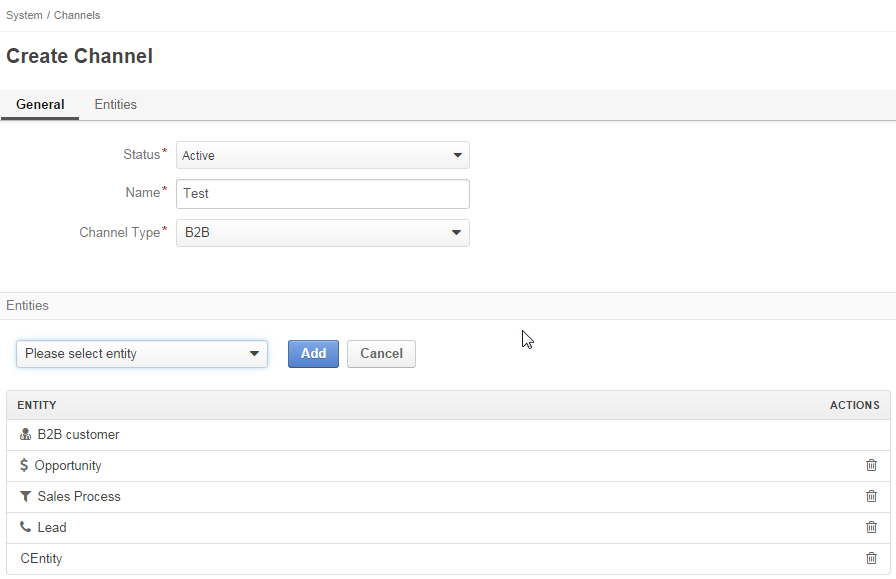 System / Channels
Create Channel
General Entities
Status* Active
Name* Test
Channel Type* B2B
Entities
Please select entity Add Cancel
ENTITY ACTIONS
B2B customer
$ Opportunity
Sales Process
Lead
CEntity